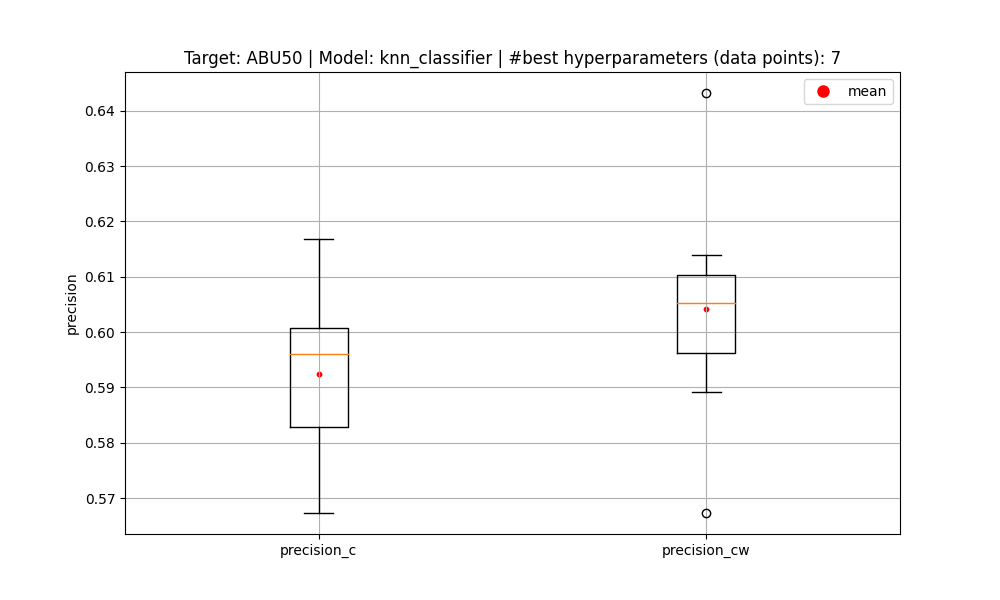 Target: ABU50 | Model: knn_classifier | #best hyperparameters (data points): 7
mean
0.64
0.63
0.62
0.61
0.60
0.59
0.58
0.57
precision
precision_c
precision_cw